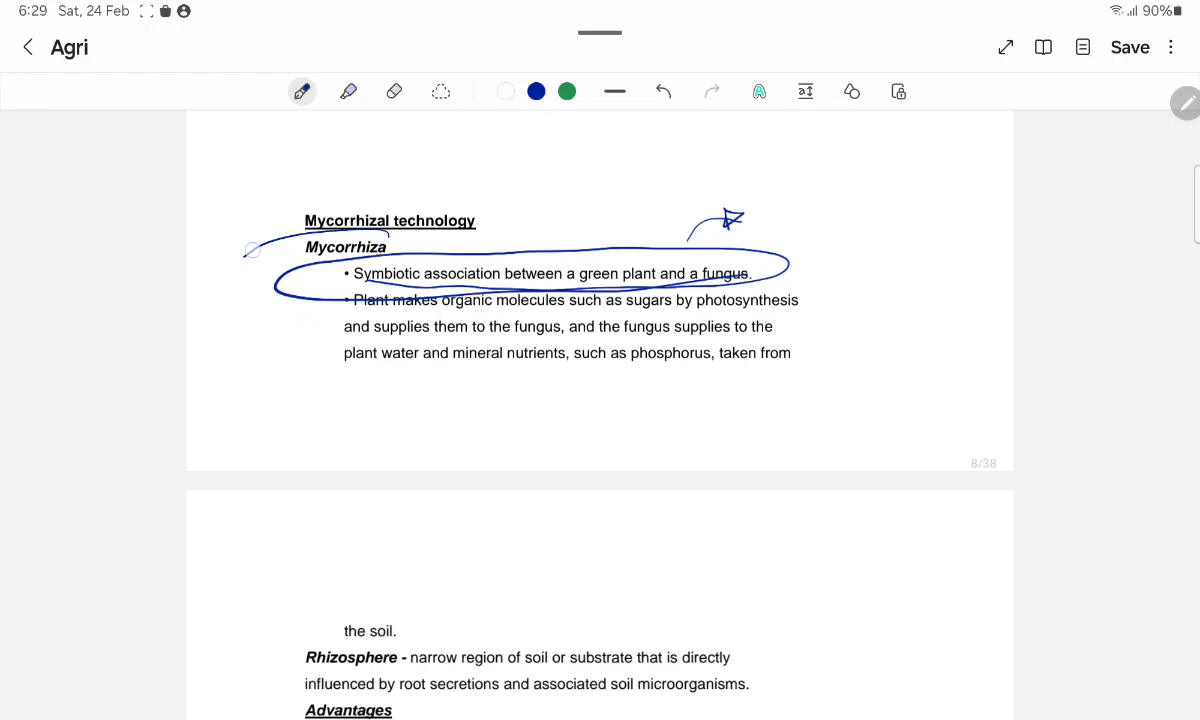 6:29 Sat, 24 Feb 90%
Agri Save
Mycorrhizal technology
Mycorrhiza
• Symbiotic association between a green plant and a fungus.
• Plant makes organic molecules such as sugars by photosynthesis
and supplies them to the fungus, and the fungus supplies to the
plant water and mineral nutrients, such as phosphorus, taken from
8/38
the soil.
Rhizosphere - narrow region of soil or substrate that is directly
influenced by root secretions and associated soil microorganisms.
Advantages